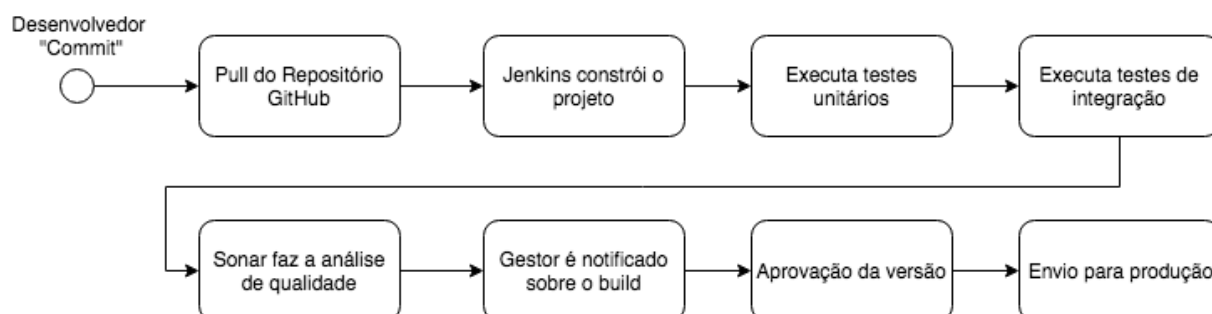 Desenvolvedor
"Commit"
Pull do Repositório
GitHub
Jenkins constrói o
projeto
Executa testes
unitários
Executa testes de
integração
Sonar faz a análise
de qualidade
Gestor é notificado
sobre o build
Aprovação da versão
Envio para produção